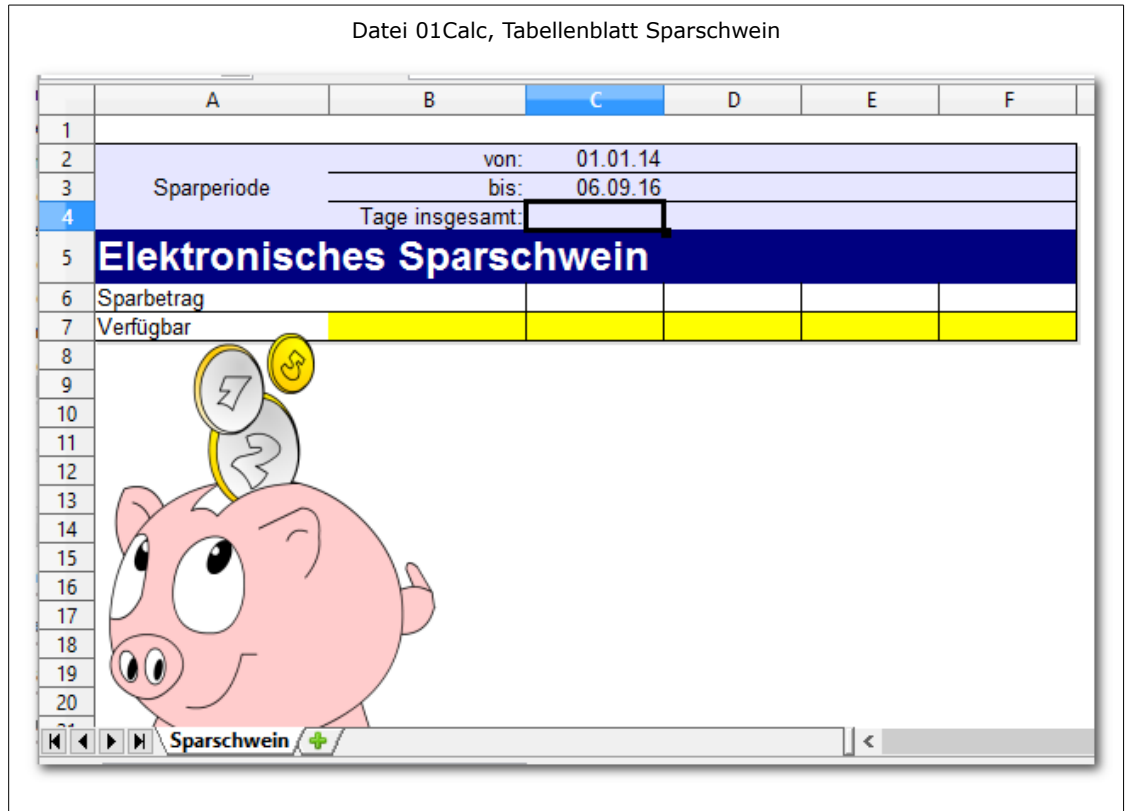 Datei 01Calc, Tabellenblatt Sparschwein
A B C D E F
1
2 von: 01.01.14
3 Sparperiode bis: 06.09.16
4 Tage insgesamt:
5 Elektronisches Sparschwein
6 Sparbetrag
7 Verfügbar
8
9
10
11
12
13
14
15
16
17
18
19
20
Sparschwein